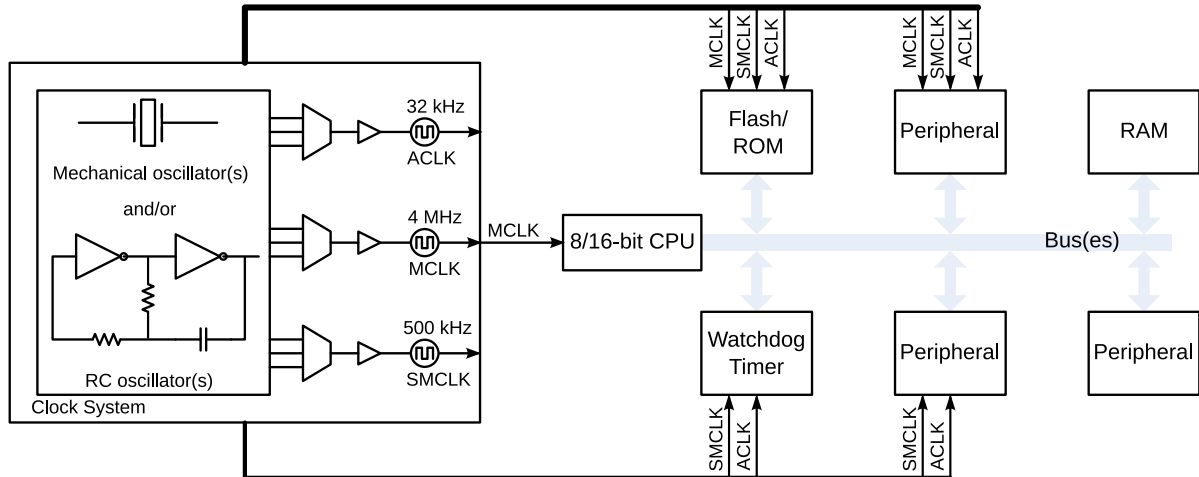 MCLK
SMCLK
ACLK
MCLK
SMCLK
ACLK
32 kHz
ACLK
Flash/
ROM
Peripheral
RAM
Mechanical oscillator(s)
and/or
4 MHz
MCLK
MCLK
8/16-bit CPU
Bus(es)
500 kHz
SMCLK
Watchdog
Timer
Peripheral
Peripheral
RC oscillator(s)
Clock System
SMCLK
ACLK
SMCLK
ACLK